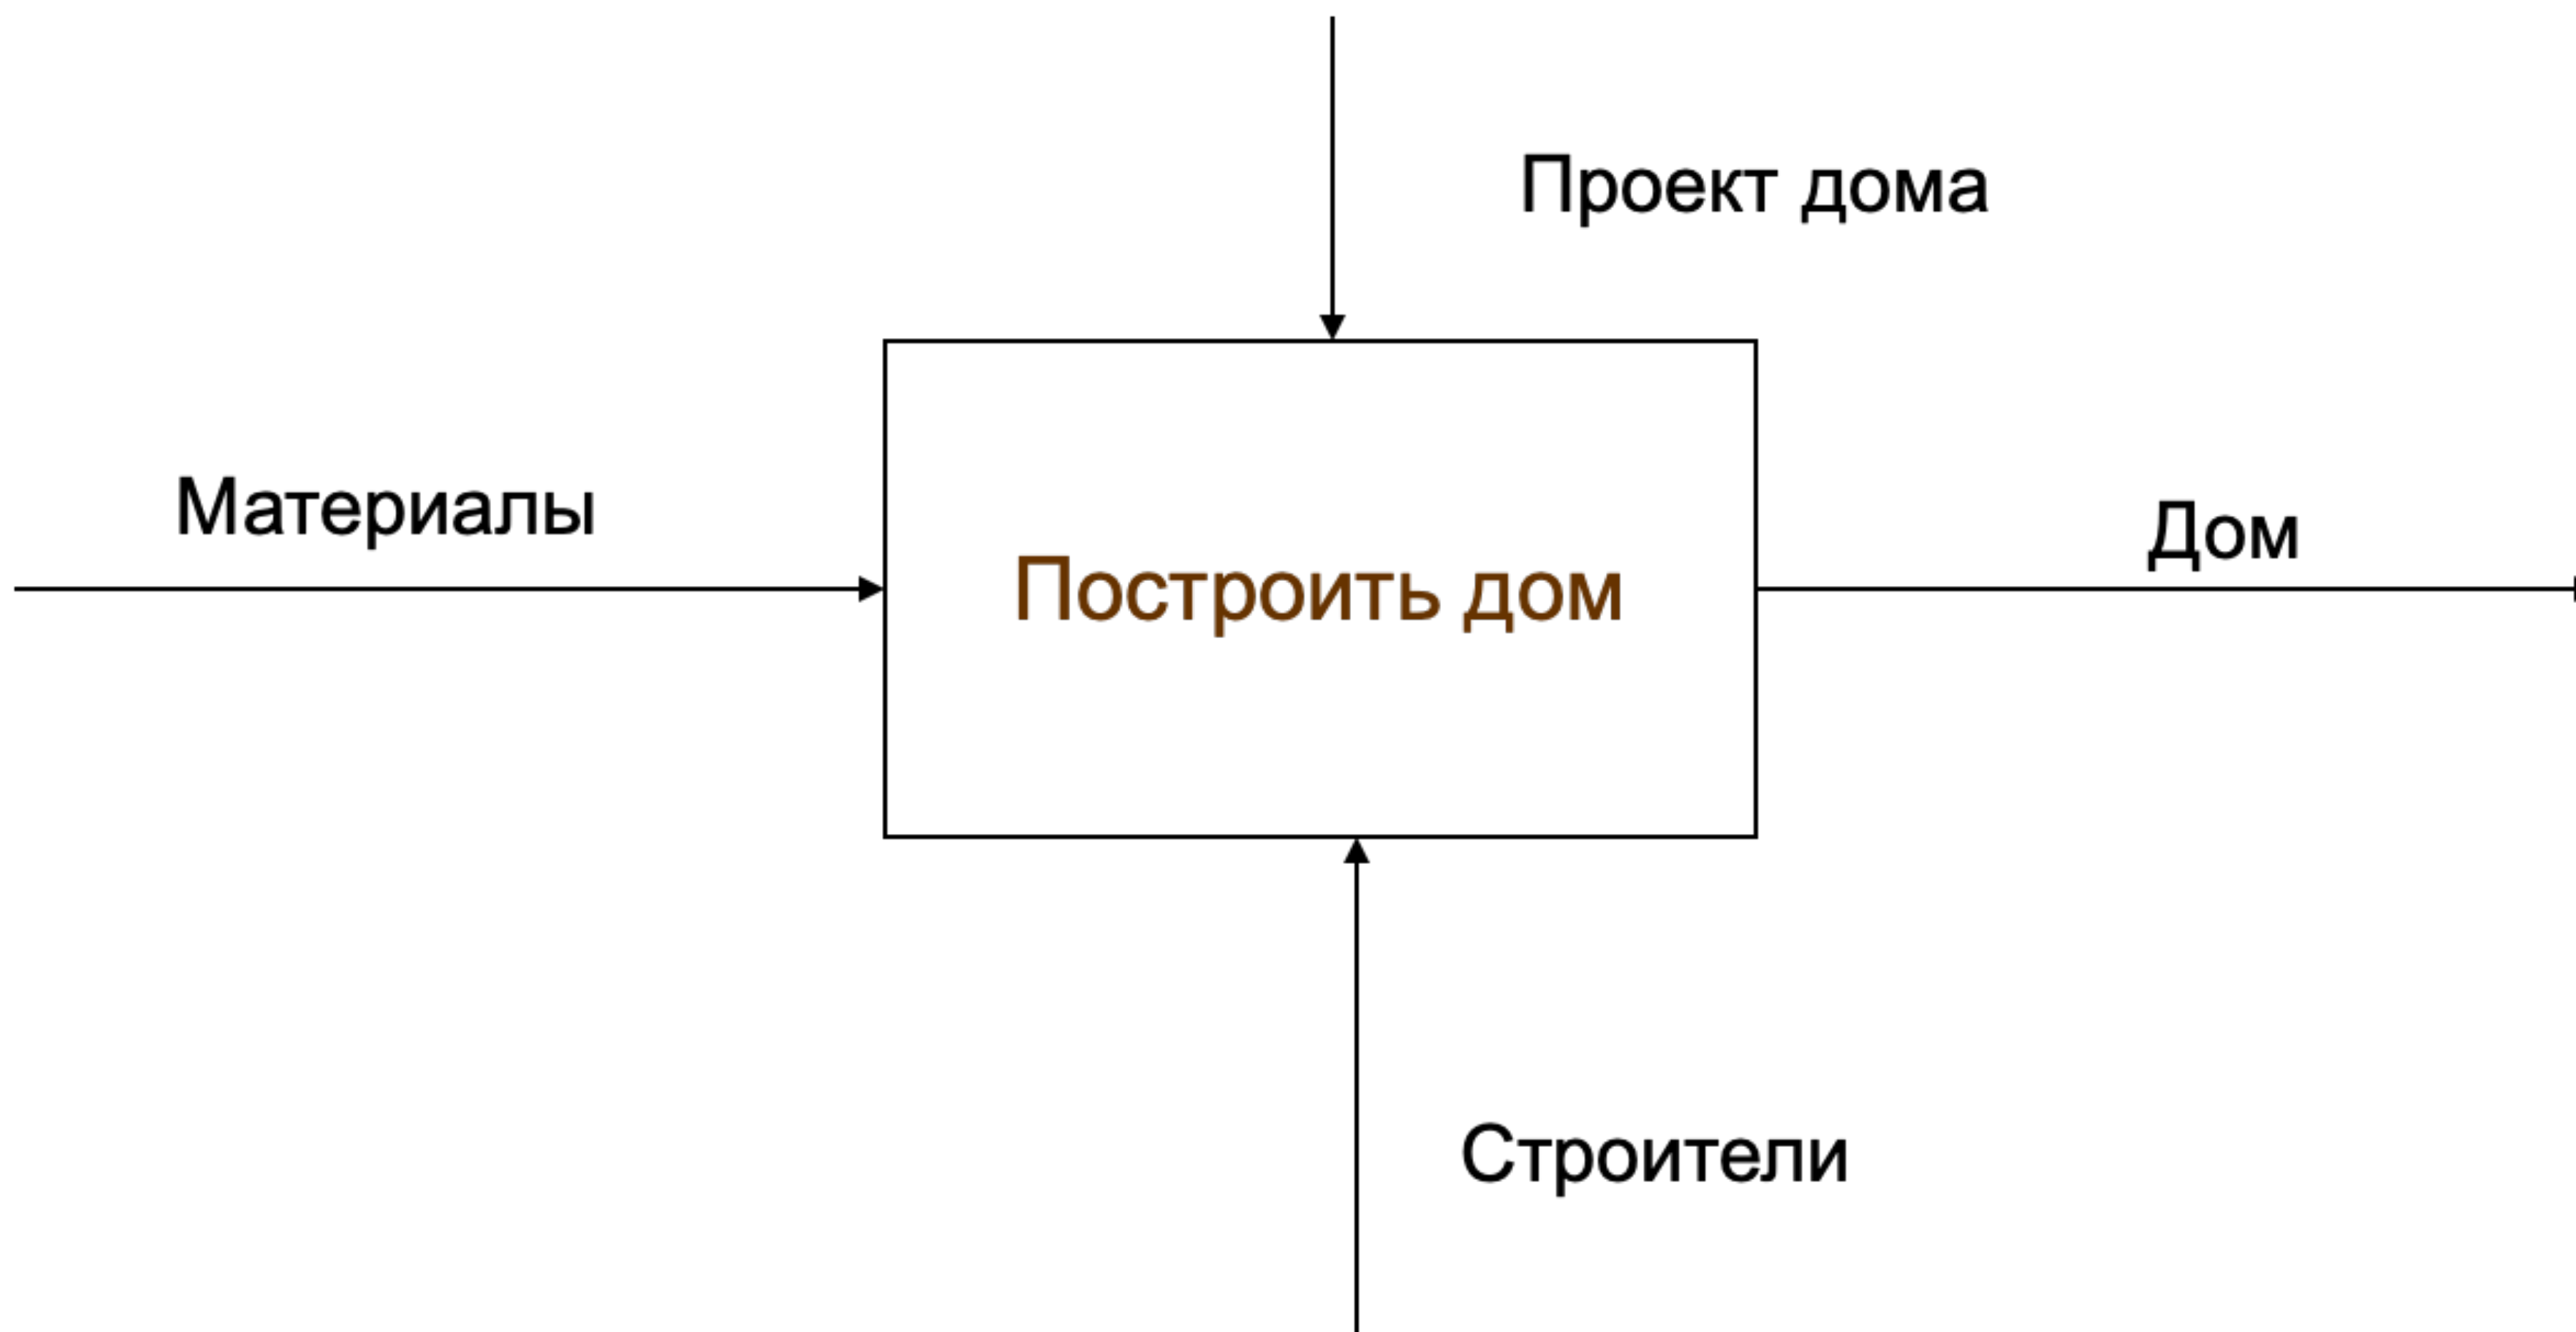 Проект дома
Материалы
Дом
Построить дом
Строители